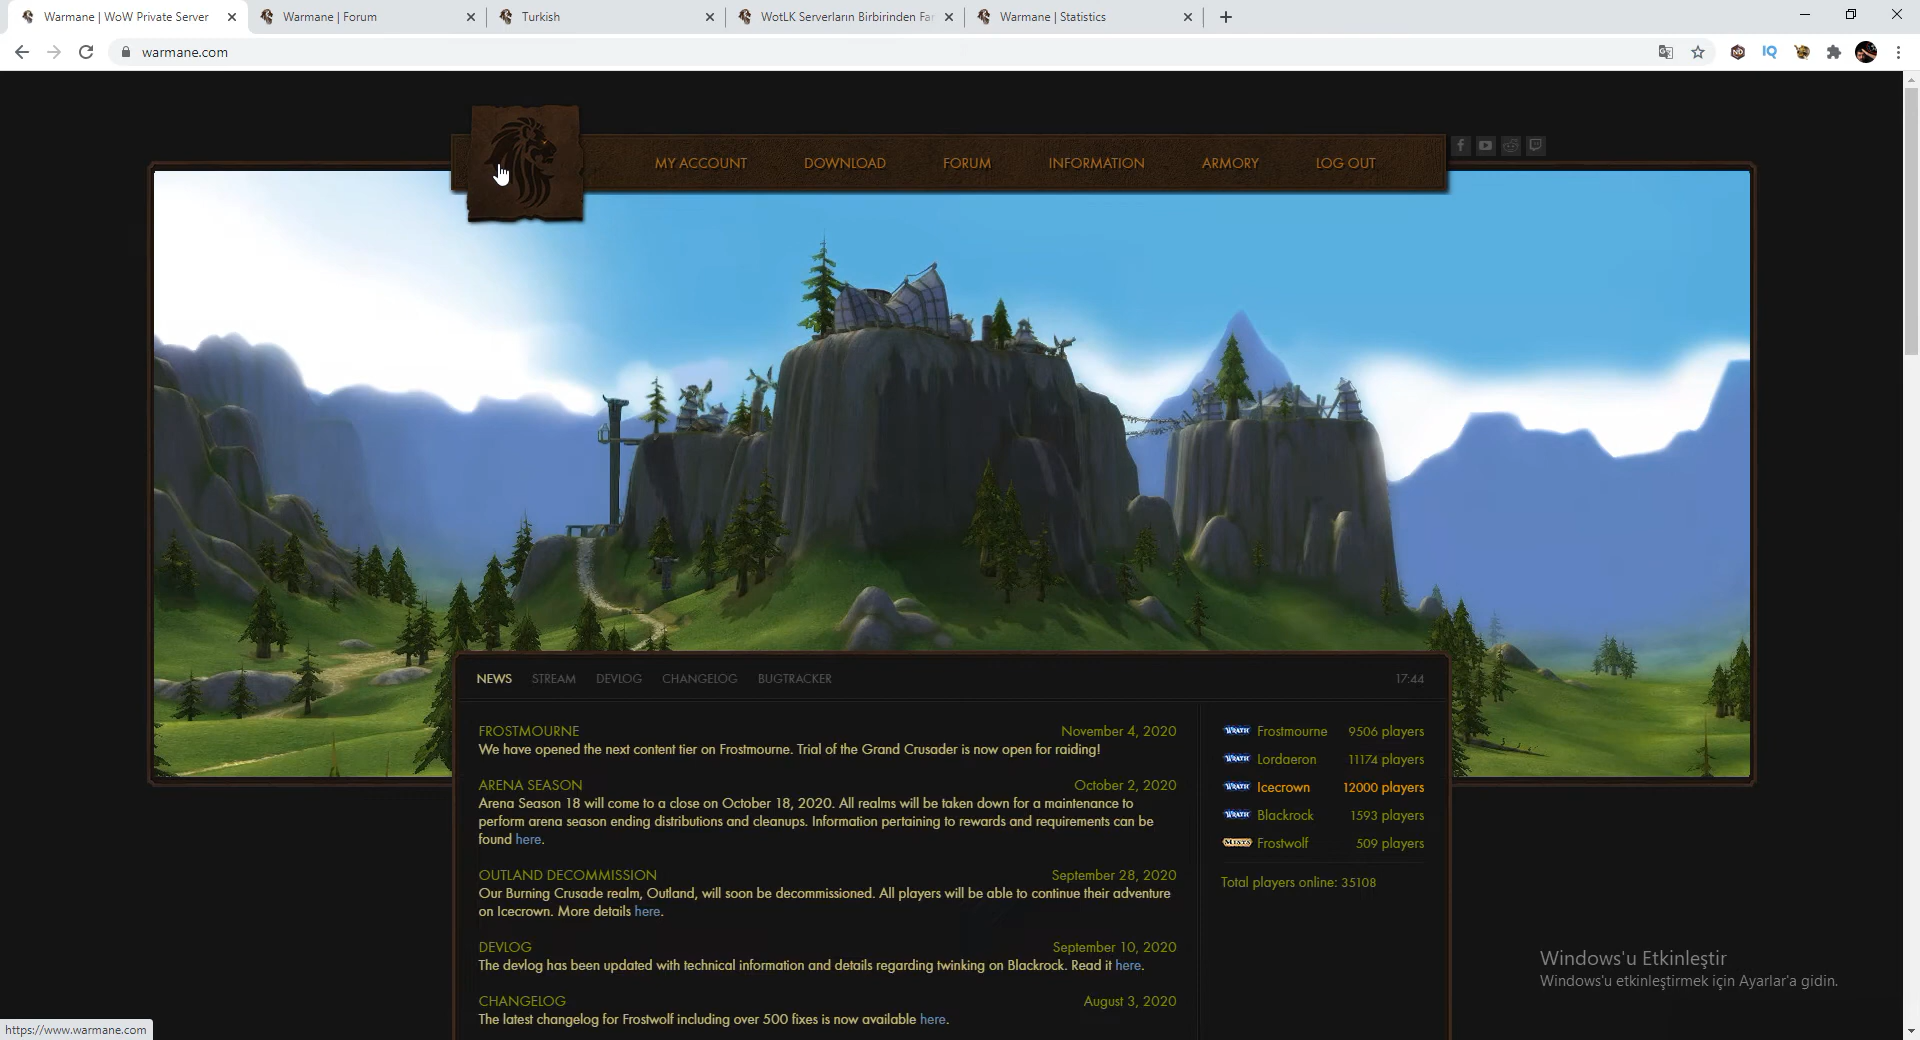 Warmane | WoW Private Server
Warmane | Forum
Turkish
WotLK Serverların Birbirinden Far
Warmane | Statistics
warmane.com
IQ
MY ACCOUNT
DOWNLOAD
FORUM
INFORMATION
ARMORY
LOG OUT
NEWS STREAM DEVLOG CHANGELOG BUGTRACKER 17:44
FROSTMOURNE November 4, 2020
We have opened the next content tier on Frostmourne. Trial of the Grand Crusader is now open for raiding!
ARENA SEASON October 2, 2020
Arena Season 18 will come to a close on October 18, 2020. All realms will be taken down for a maintenance to
perform arena season ending distributions and cleanups. Information pertaining to rewards and requirements can be
found here.
OUTLAND DECOMMISSION September 28, 2020
Our Burning Crusade realm, Outland, will soon be decommissioned. All players will be able to continue their adventure
on Icecrown. More details here.
DEVLOG September 10, 2020
The devlog has been updated with technical information and details regarding twinking on Blackrock. Read it here.
CHANGELOG August 3, 2020
The latest changelog for Frostwolf including over 500 fixes is now available here.
WRATH Frostmourne 9506 players
WRATH Lordaeron 11174 players
WRATH Icecrown 12000 players
WRATH Blackrock 1593 players
MISTS Frostwolf 509 players
Total players online: 35108
Windows'u Etkinleştir
Windows'u etkinleştirmek için Ayarlar'a gidin.
https://www.warmane.com